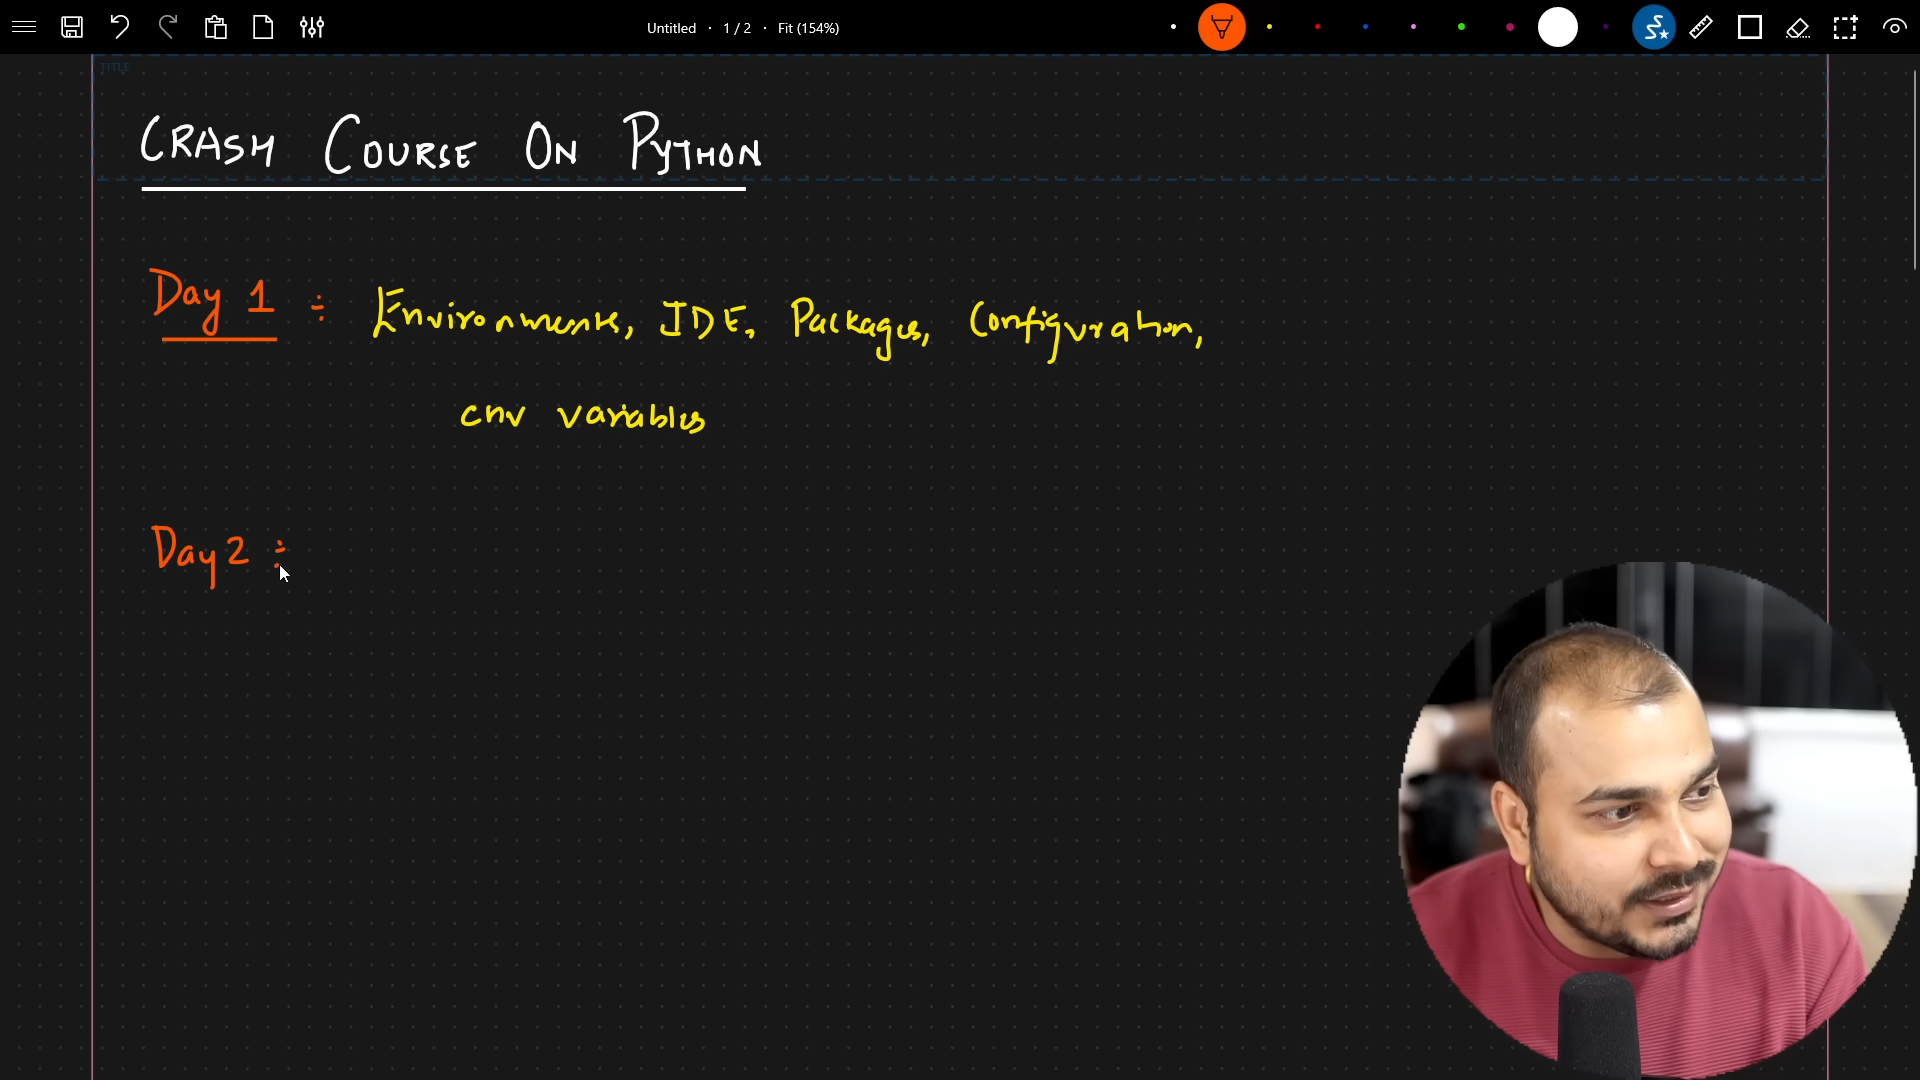 Untitled · 1 / 2 · Fit (154%)
TITLE
CRASH COURSE ON PYTHON
Day 1 ÷ Environments, IDE, Packages, Configuration,
env variables
Day 2 ÷